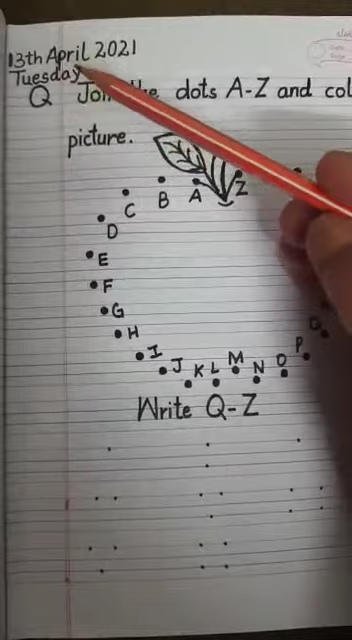 13th April 2021
Tuesday
Q Join the dots A-Z and col
picture.
Z
A
B
C
D
E
F
G
H
I
J
K
L
M
N
O
P
Q
Write Q-Z